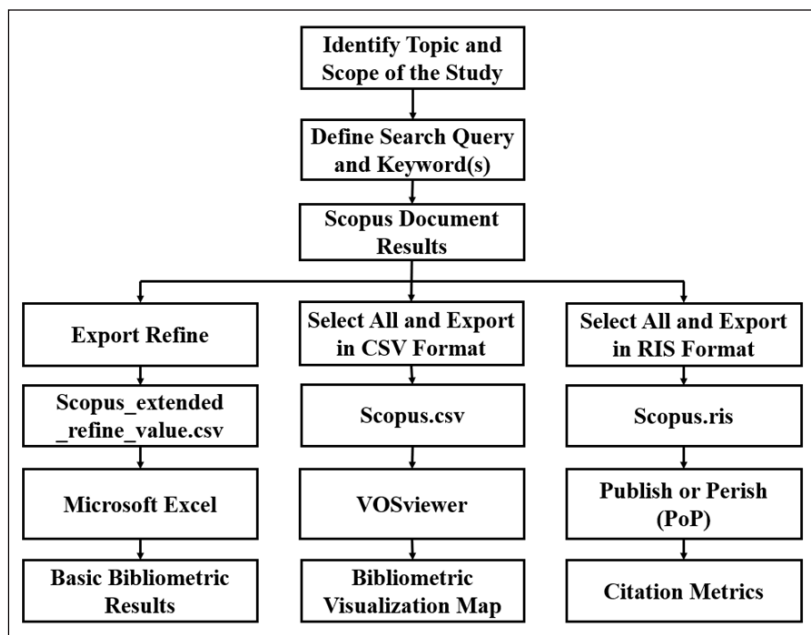 Identify Topic and
Scope of the Study
Define Search Query
and Keyword(s)
Scopus Document
Results
Export Refine
Select All and Export
in CSV Format
Select All and Export
in RIS Format
Scopus_extended
_refine_value.csv
Scopus.csv
Scopus.ris
Microsoft Excel
VOSviewer
Publish or Perish
(PoP)
Basic Bibliometric
Results
Bibliometric
Visualization Map
Citation Metrics